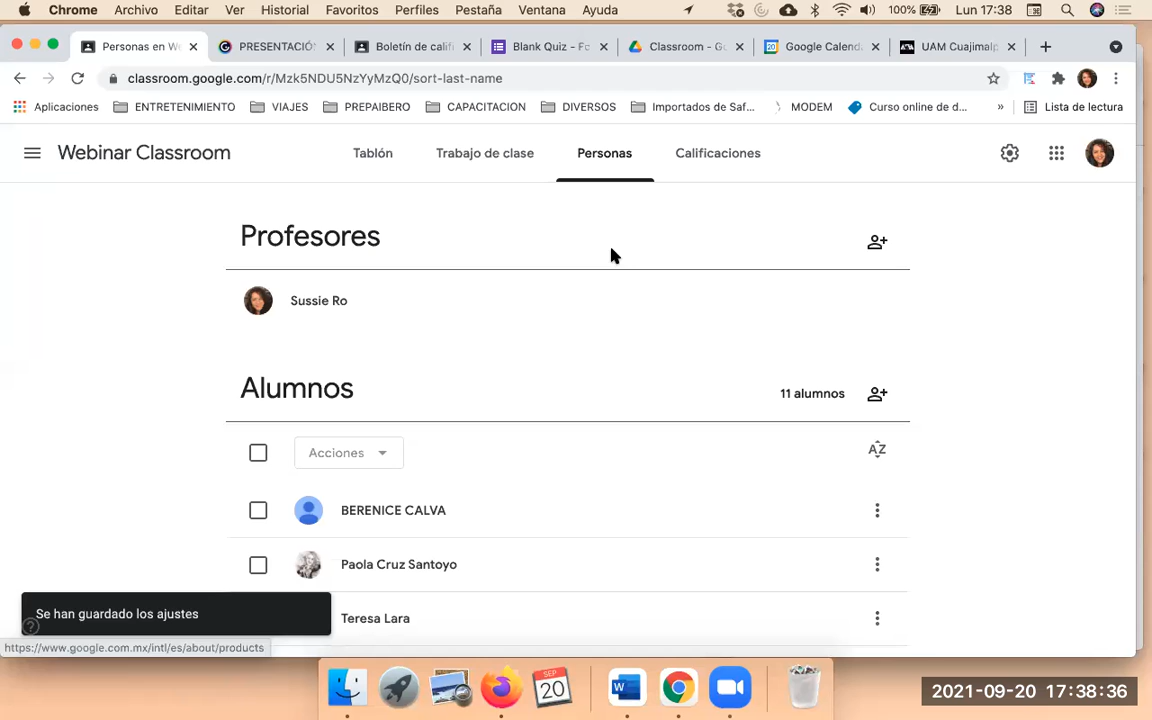 Chrome Archivo Editar Ver Historial Favoritos Perfiles Pestaña Ventana Ayuda 100% Lun 17:38
Personas en W PRESENTACIÓ Boletín de calif Blank Quiz - Fo Classroom - Go Google Calend UAM Cuajimalp
classroom.google.com/r/Mzk5NDU5NzYyMzQ0/sort-last-name
Aplicaciones ENTRETENIMIENTO VIAJES PREPAIBERO CAPACITACION DIVERSOS Importados de Saf... MODEM Curso online de d... » Lista de lectura
Webinar Classroom Tablón Trabajo de clase Personas Calificaciones
Profesores
Sussie Ro
Alumnos 11 alumnos
Acciones AZ
BERENICE CALVA
Paola Cruz Santoyo
Se han guardado los ajustes Teresa Lara
?
https://www.google.com.mx/intl/es/about/products
SEP
20
W
2021-09-20 17:38:36